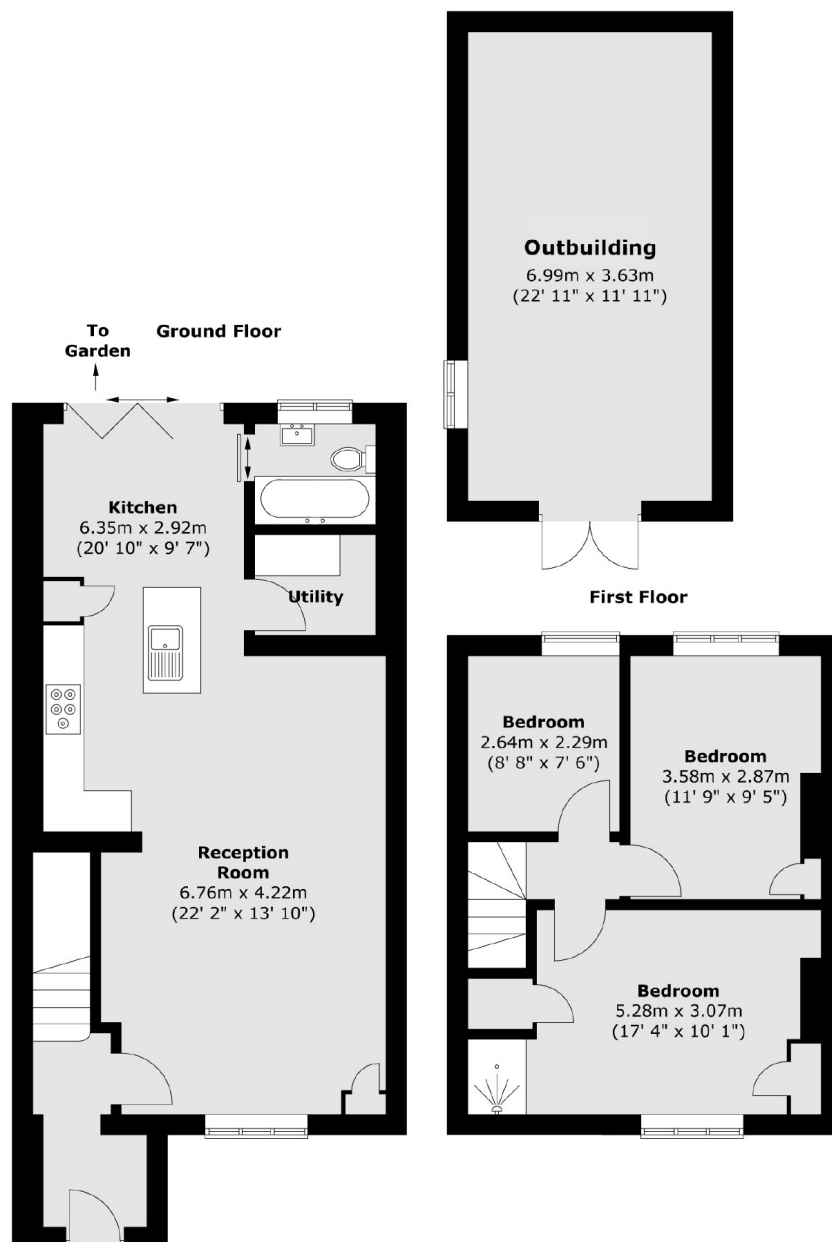 Outbuilding
6.99m x 3.63m
(22' 11" x 11' 11")
To
Garden
Ground Floor
Kitchen
6.35m x 2.92m
(20' 10" x 9' 7")
Utility
Reception
Room
6.76m x 4.22m
(22' 2" x 13' 10")
First Floor
Bedroom
2.64m x 2.29m
(8' 8" x 7' 6")
Bedroom
3.58m x 2.87m
(11' 9" x 9' 5")
Bedroom
5.28m x 3.07m
(17' 4" x 10' 1")